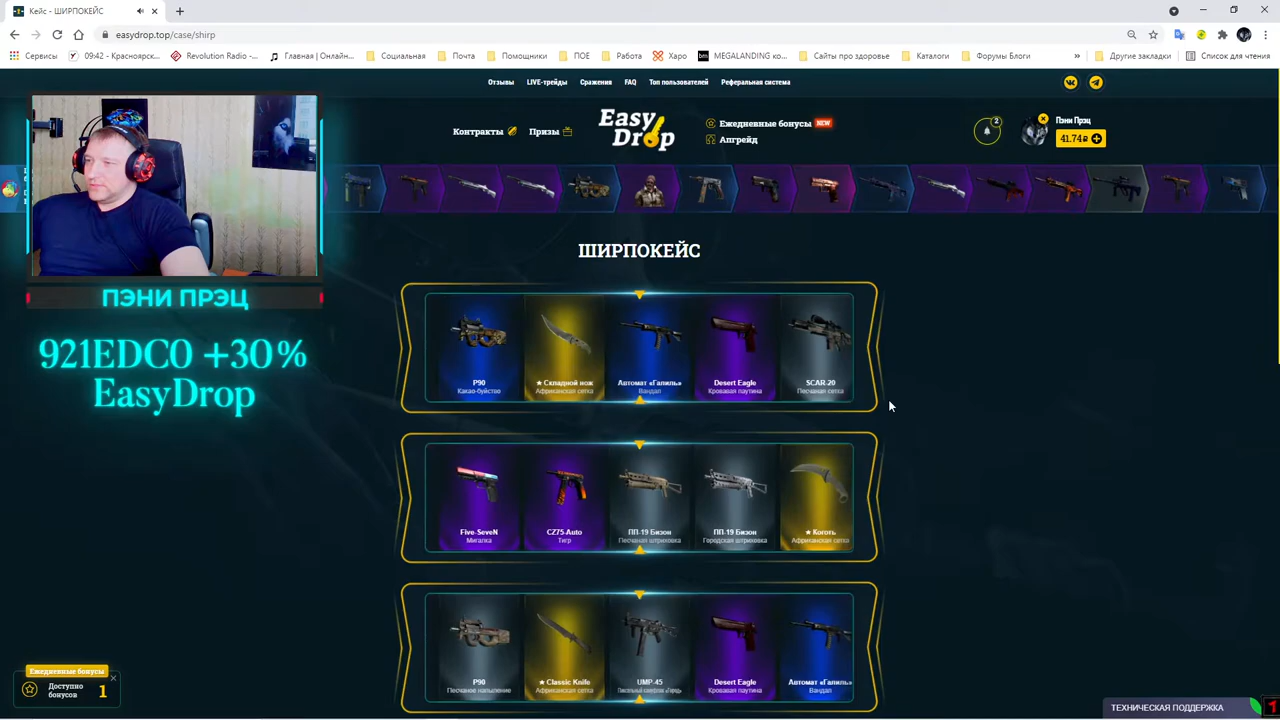 Кейс - ШИРПОКЕЙС
easydrop.top/case/shirp
Сервисы
09:42 - Красноярск...
Revolution Radio -...
Главная | Онлайн...
Социальная
Почта
Помощники
ПОЕ
Работа
Харо
MEGALANDING ко...
Сайты про здоровье
Каталоги
Форумы Блоги
»
Другие закладки
Список для чтения
Отзывы
LIVE-трейды
Сражения
FAQ
Топ пользователей
Реферальная система
Контракты
Призы
Easy
Drop
Ежедневные бонусы NEW
Апгрейд
2
Пэни Прэц
41.74
ШИРПОКЕЙС
ПЭНИ ПРЭЦ
921EDCO +30%
EasyDrop
P90
Какао-буйство
★ Складной нож
Африканская сетка
Автомат «Галиль»
Вандал
Desert Eagle
Кровавая паутина
SCAR-20
Песчаная сетка
Five-SeveN
Мигалка
CZ75-Auto
Тигр
ПП-19 Бизон
Песчаная штриховка
ПП-19 Бизон
Городская штриховка
★ Коготь
Африканская сетка
P90
Песчаное напыление
★ Classic Knife
Африканская сетка
UMP-45
Desert Eagle
Кровавая паутина
Автомат «Галиль»
Вандал
Ежедневные бонусы
Доступно
бонусов
1
ТЕХНИЧЕСКАЯ ПОДДЕРЖКА
1